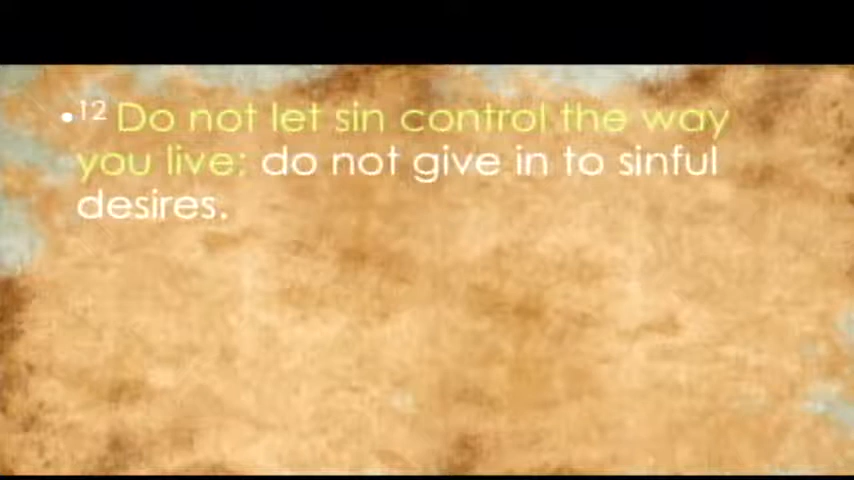 •12 Do not let sin control the way
you live; do not give in to sinful
desires.